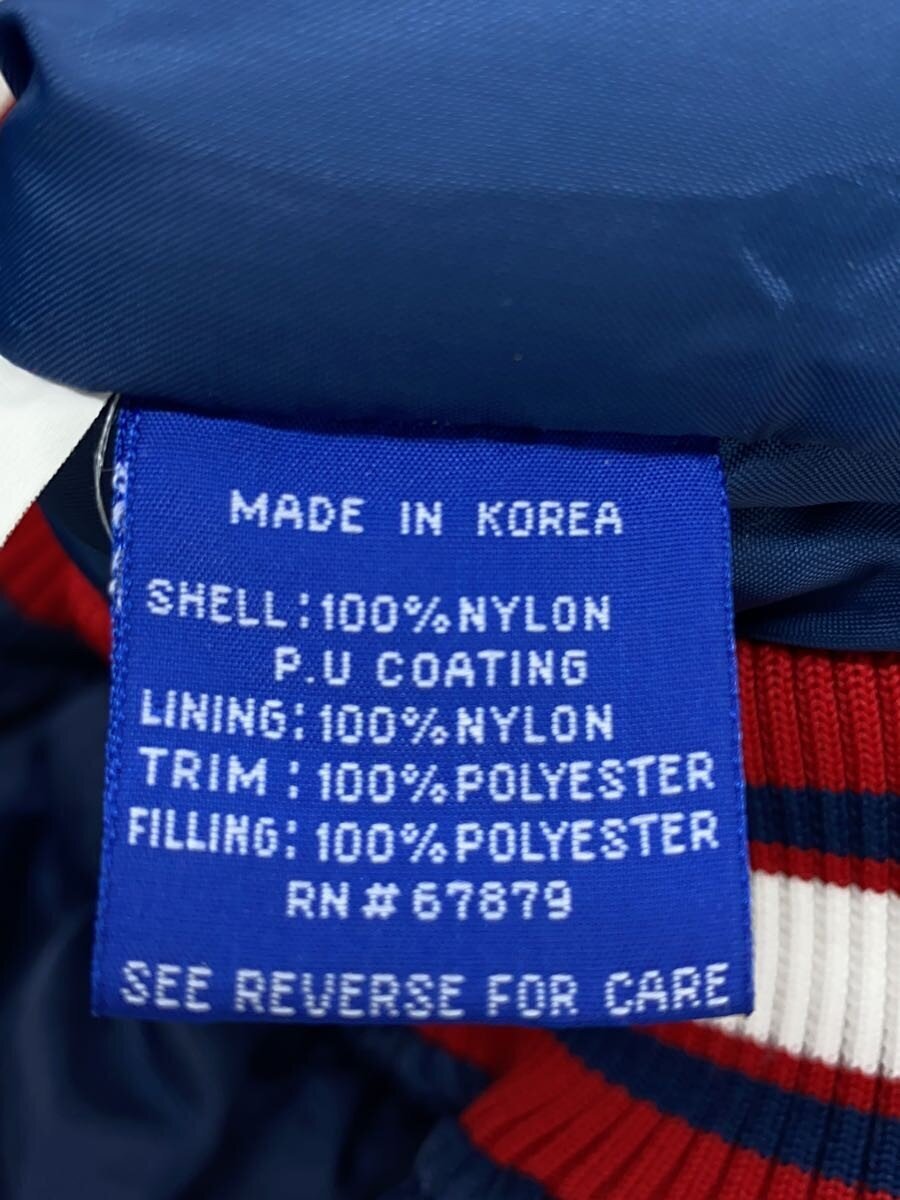 MADE IN KOREA
SHELL:100%NYLON
P.U COATING
LINING:100%NYLON
TRIM:100%POLYESTER
FILLING:100%POLYESTER
RN#67879
SEE REVERSE FOR CARE